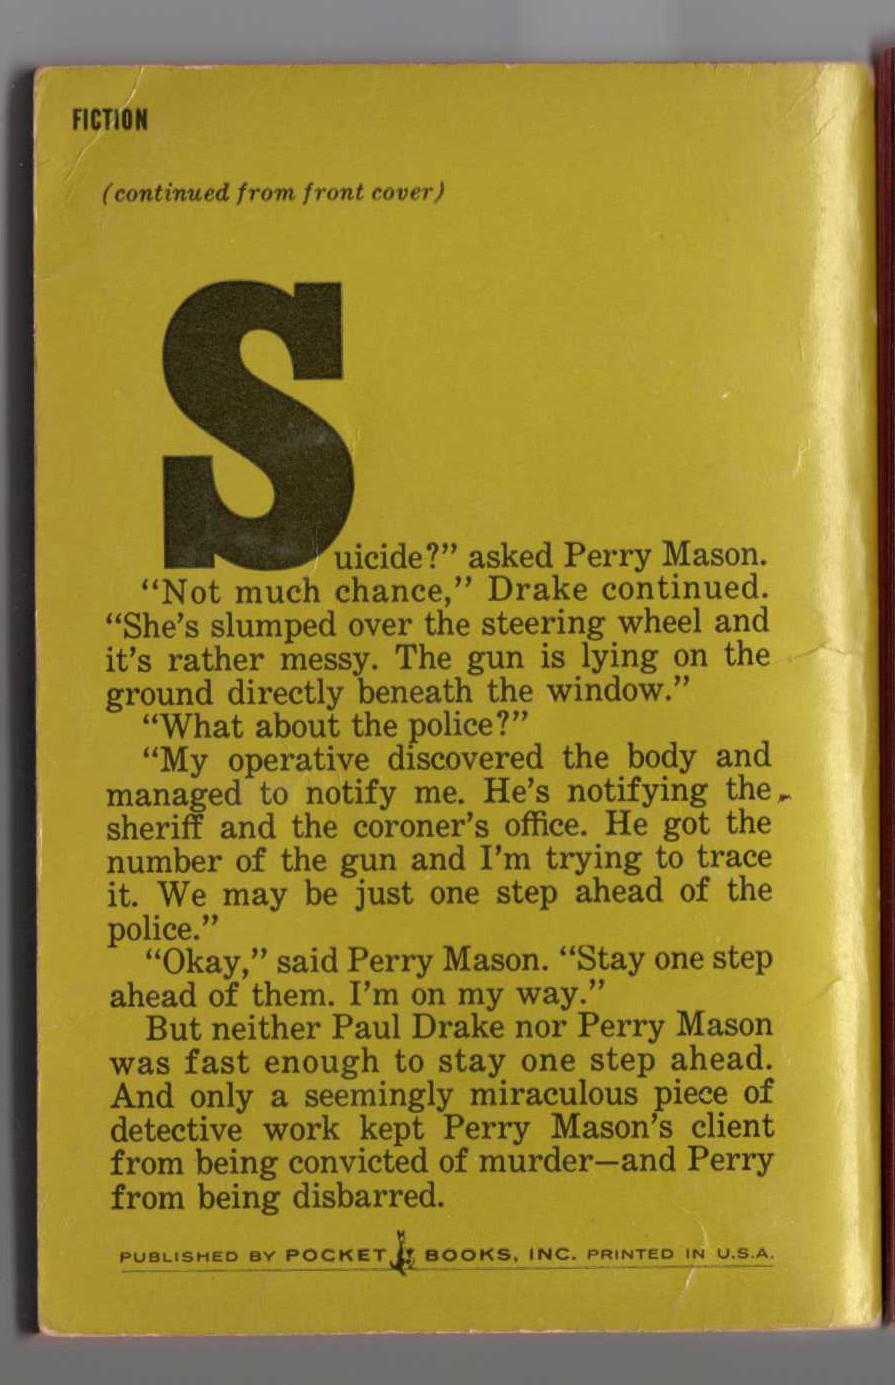 FICTION
(continued from front cover)
Suicide?” asked Perry Mason.
“Not much chance,” Drake continued.
“She’s slumped over the steering wheel and
it’s rather messy. The gun is lying on the
ground directly beneath the window.”
“What about the police?”
“My operative discovered the body and
managed to notify me. He’s notifying the
sheriff and the coroner’s office. He got the
number of the gun and I’m trying to trace
it. We may be just one step ahead of the
police.”
“Okay,” said Perry Mason. “Stay one step
ahead of them. I’m on my way.”
But neither Paul Drake nor Perry Mason
was fast enough to stay one step ahead.
And only a seemingly miraculous piece of
detective work kept Perry Mason’s client
from being convicted of murder—and Perry
from being disbarred.
PUBLISHED BY POCKET BOOKS, INC. PRINTED IN U.S.A.